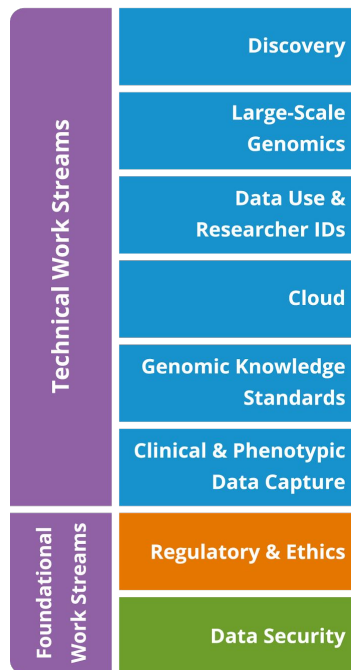 Technical Work Streams
Discovery
Large-Scale
Genomics
Data Use &
Researcher IDs
Cloud
Genomic Knowledge
Standards
Clinical & Phenotypic
Data Capture
Foundational
Work Streams
Regulatory & Ethics
Data Security